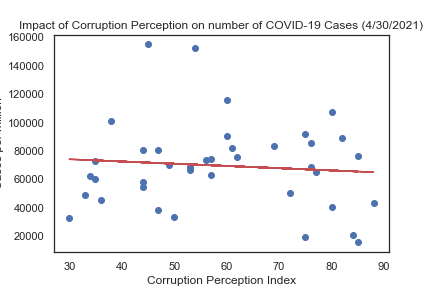 Impact of Corruption Perception on number of COVID-19 Cases (4/30/2021)
160000
140000
120000
100000
80000
60000
40000
20000
30 40 50 60 70 80 90
Corruption Perception Index